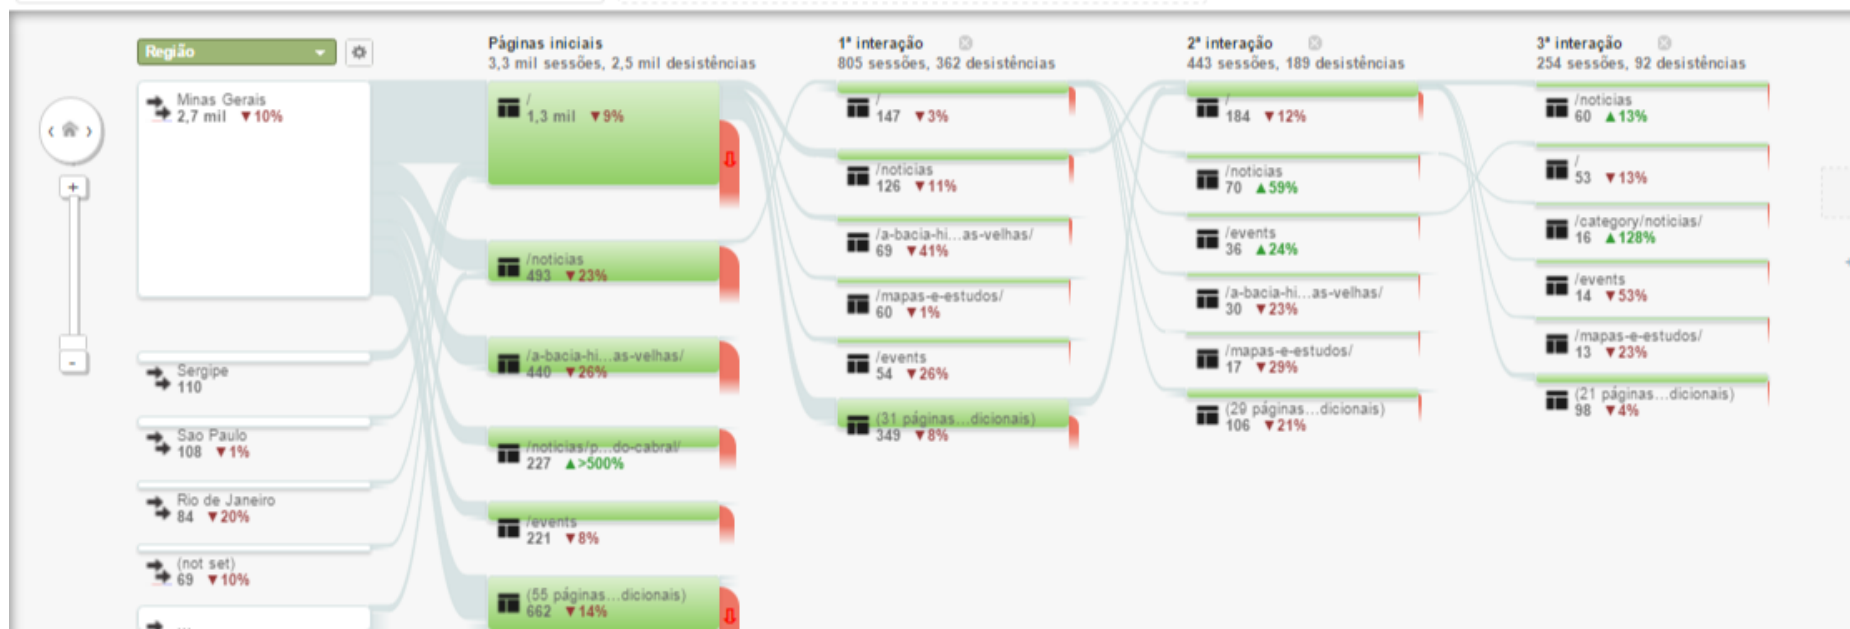 Região
Minas Gerais
2,7 mil ▼10%
Sergipe
110
Sao Paulo
108 ▼1%
Rio de Janeiro
84 ▼20%
(not set)
69 ▼10%
...
Páginas iniciais
3,3 mil sessões, 2,5 mil desistências
/
1,3 mil ▼9%
/noticias
493 ▼23%
/a-bacia-hi...as-velhas/
440 ▼26%
/noticias/p...do-cabral/
227 ▲>500%
/events
221 ▼8%
(55 páginas...dicionais)
662 ▼14%
1ª interação
805 sessões, 362 desistências
/
147 ▼3%
/noticias
126 ▼11%
/a-bacia-hi...as-velhas/
69 ▼41%
/mapas-e-estudos/
60 ▼1%
/events
54 ▼26%
(31 páginas...dicionais)
349 ▼8%
2ª interação
443 sessões, 189 desistências
/
184 ▼12%
/noticias
70 ▲59%
/events
36 ▲24%
/a-bacia-hi...as-velhas/
30 ▼23%
/mapas-e-estudos/
17 ▼29%
(29 páginas...dicionais)
106 ▼21%
3ª interação
254 sessões, 92 desistências
/noticias
60 ▲13%
/
53 ▼13%
/category/noticias/
16 ▲128%
/events
14 ▼53%
/mapas-e-estudos/
13 ▼23%
(21 páginas...dicionais)
98 ▼4%